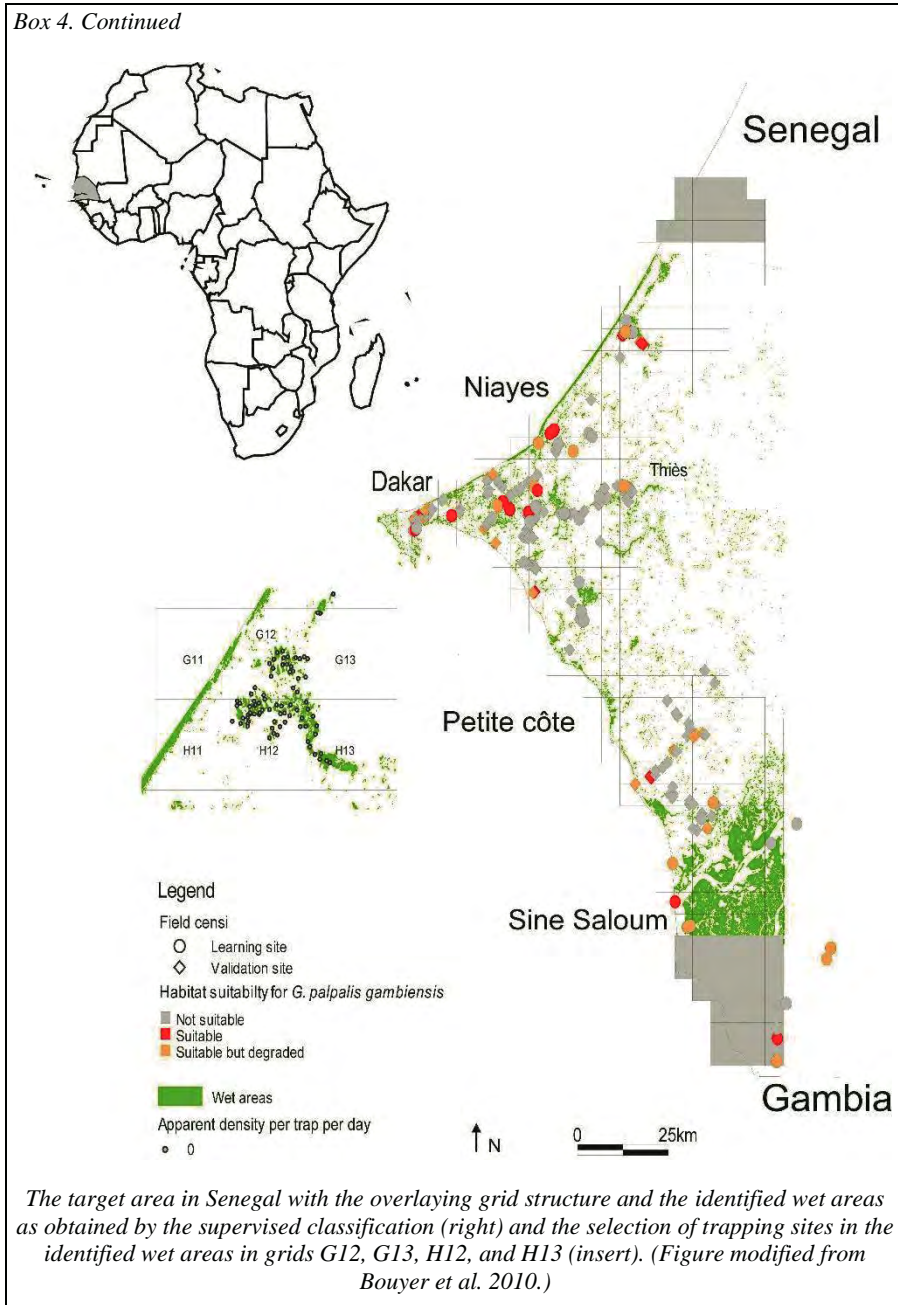 Box 4. Continued
Senegal
Niayes
Dakar
Thiès
G12
G11
G13
Petite côte
H11
H12
H13
Legend
Field censi
Learning site
Validation site
Habitat suitabilty for G. palpalis gambiensis
Not suitable
Suitable
Suitable but degraded
Sine Saloum
Wet areas
Apparent density per trap per day
0
N
0 25km
Gambia
The target area in Senegal with the overlaying grid structure and the identified wet areas
as obtained by the supervised classification (right) and the selection of trapping sites in the
identified wet areas in grids G12, G13, H12, and H13 (insert). (Figure modified from
Bouyer et al. 2010.)